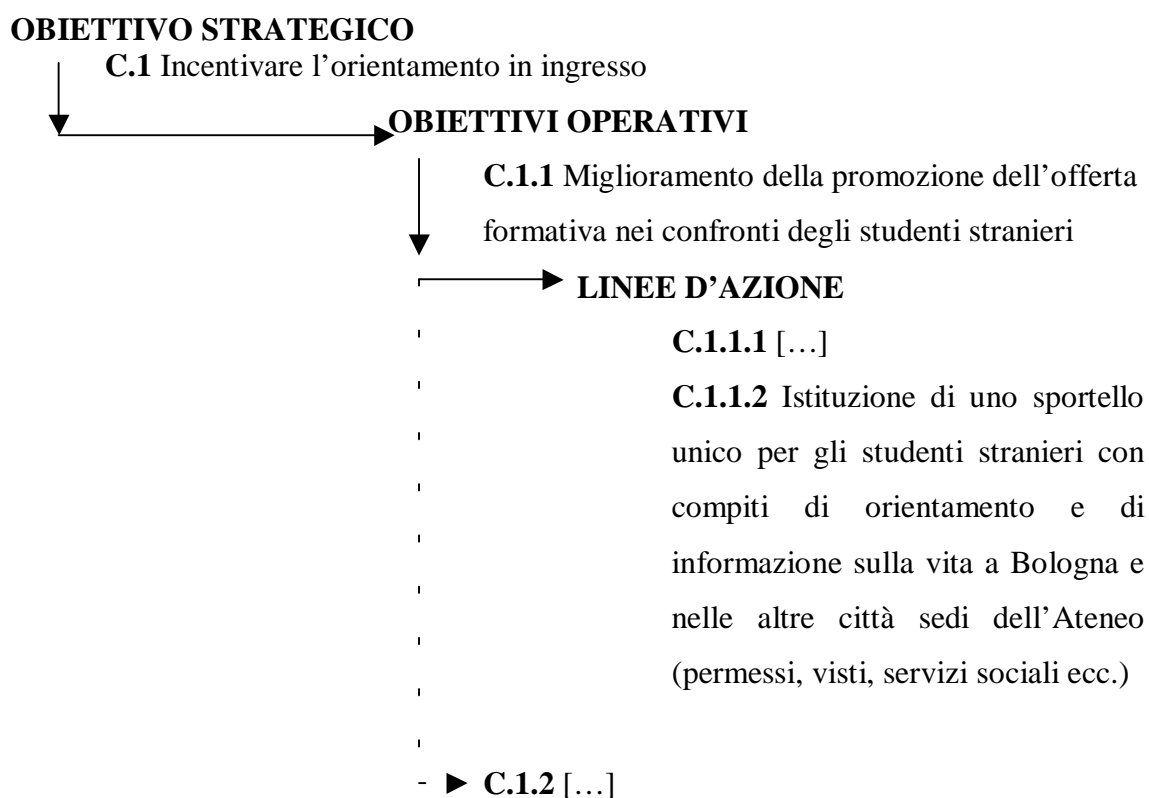 OBIETTIVO STRATEGICO
C.1 Incentivare l’orientamento in ingresso
OBIETTIVI OPERATIVI
C.1.1 Miglioramento della promozione dell’offerta
formativa nei confronti degli studenti stranieri
LINEE D’AZIONE
C.1.1.1 […]
C.1.1.2 Istituzione di uno sportello
unico per gli studenti stranieri con
compiti di orientamento e di
informazione sulla vita a Bologna e
nelle altre città sedi dell’Ateneo
(permessi, visti, servizi sociali ecc.)
C.1.2 […]